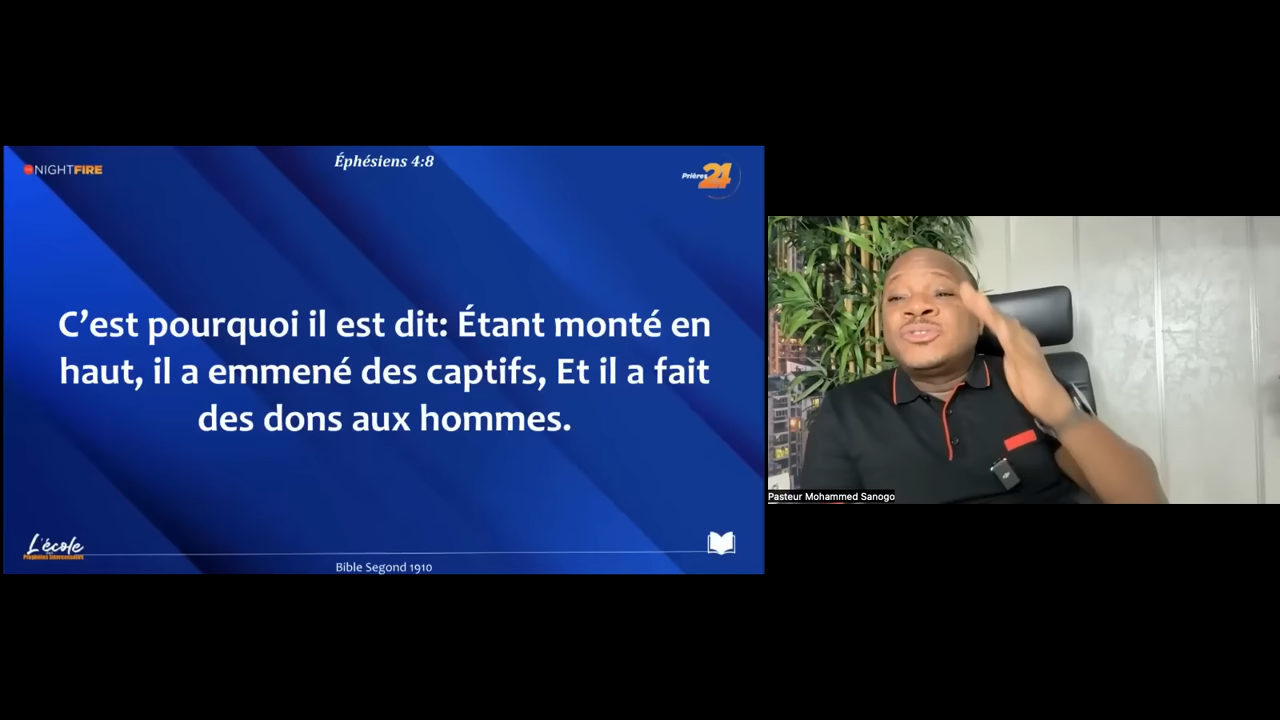 NIGHTFIRE
Éphésiens 4:8
Prières 24
C’est pourquoi il est dit: Étant monté en
haut, il a emmené des captifs, Et il a fait
des dons aux hommes.
L'école
Bible Segond 1910
Pasteur Mohammed Sanogo